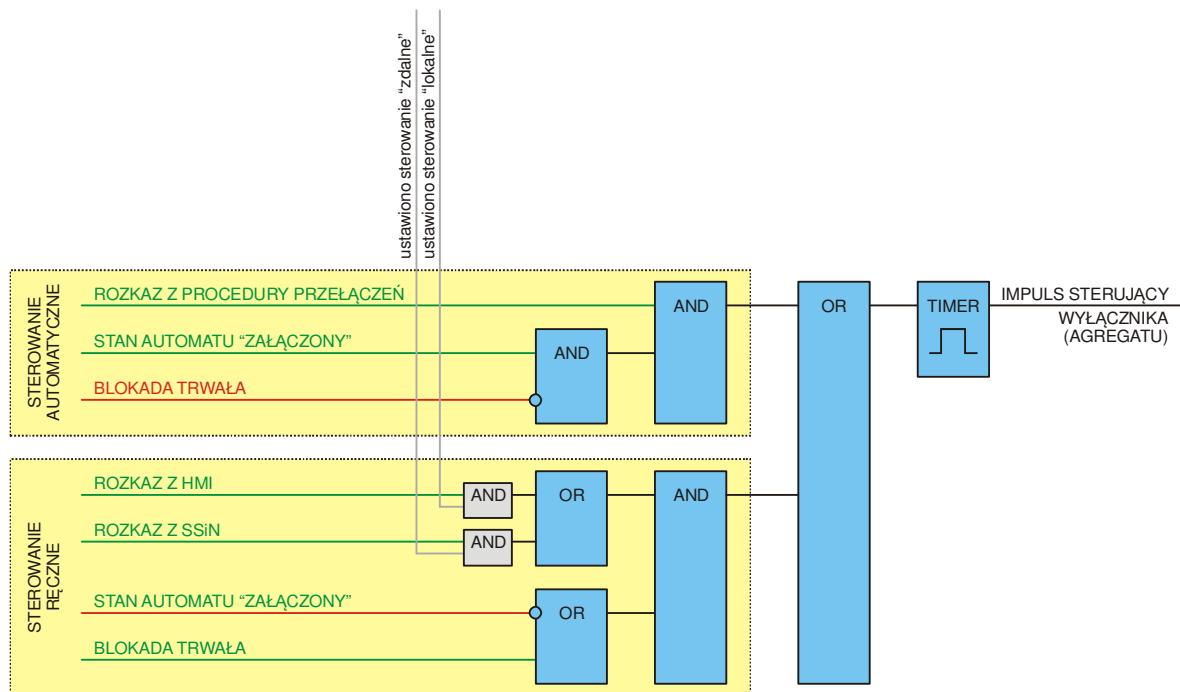 ustawiono sterowanie “zdalne”
ustawiono sterowanie “lokalne”
STEROWANIE
AUTOMATYCZNE
ROZKAZ Z PROCEDURY PRZEŁĄCZEŃ
STAN AUTOMATU “ZAŁĄCZONY”
BLOKADA TRWAŁA
AND
AND
OR
TIMER
IMPULS STERUJĄCY
WYŁĄCZNIKA
(AGREGATU)
STEROWANIE
RĘCZNE
ROZKAZ Z HMI
ROZKAZ Z SSiN
STAN AUTOMATU “ZAŁĄCZONY”
BLOKADA TRWAŁA
AND
AND
OR
OR
AND